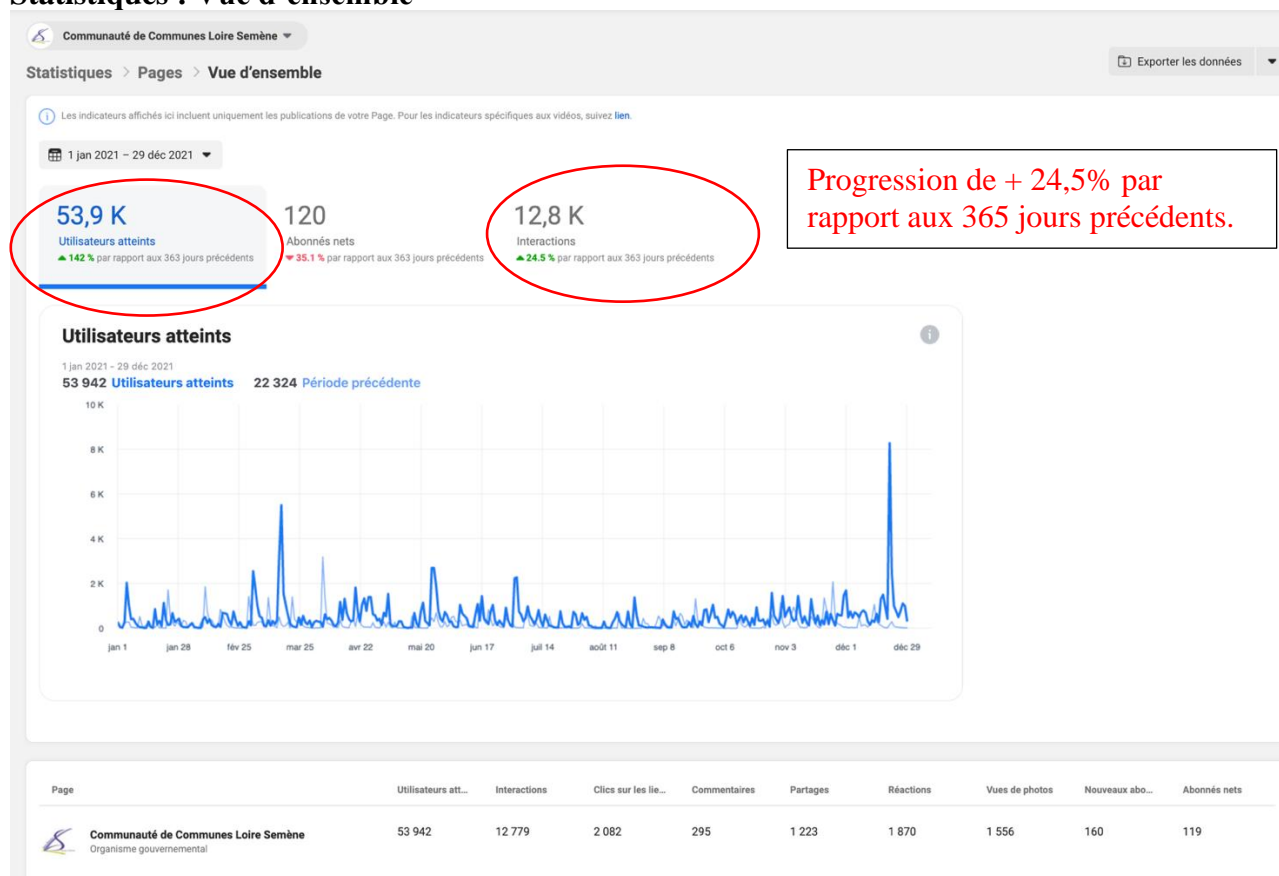 Statistiques : Vue d'ensemble
Communauté de Communes Loire Semène
Exporter les données
Statistiques > Pages > Vue d'ensemble
Les indicateurs affichés ici incluent uniquement les publications de votre Page. Pour les indicateurs spécifiques aux vidéos, suivez lien.
1 jan 2021 – 29 déc 2021
Progression de + 24,5% par
rapport aux 365 jours précédents.
53,9 K
Utilisateurs atteints
142 % par rapport aux 363 jours précédents
120
Abonnés nets
35.1 % par rapport aux 363 jours précédents
12,8 K
Interactions
24.5 % par rapport aux 363 jours précédents
Utilisateurs atteints
1 jan 2021 - 29 déc 2021
53 942 Utilisateurs atteints 22 324 Période précédente
10 K
8 K
6 K
4 K
2 K
0
jan 1 jan 28 fév 25 mar 25 avr 22 mai 20 jun 17 juil 14 août 11 sep 8 oct 6 nov 3 déc 1 déc 29
Page Utilisateurs att... Interactions Clics sur les lie... Commentaires Partages Réactions Vues de photos Nouveaux abo... Abonnés nets
Communauté de Communes Loire Semène 53 942 12 779 2 082 295 1 223 1 870 1 556 160 119
Organisme gouvernemental